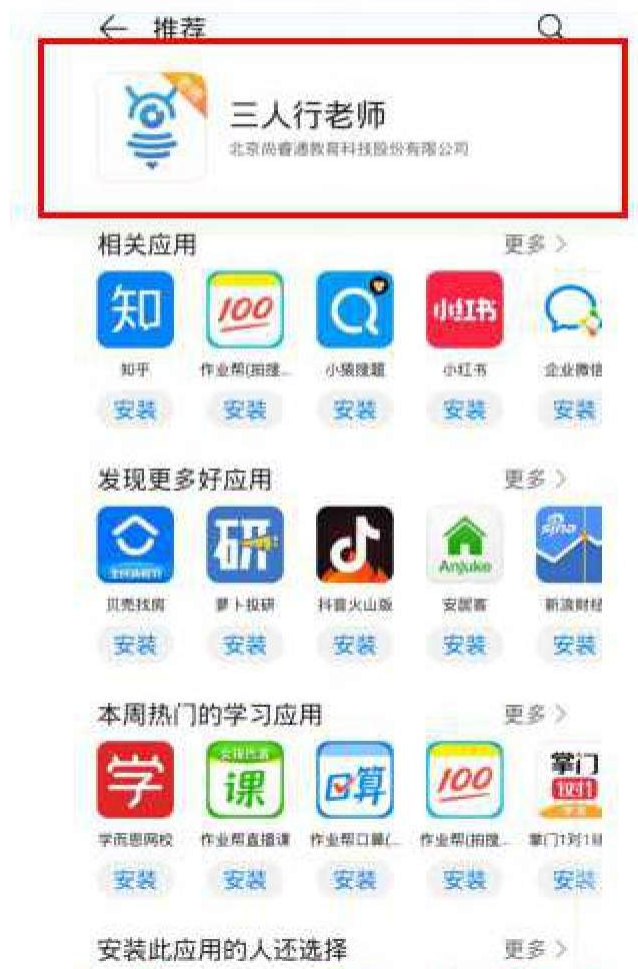 推荐
三人行老师
北京尚睿通教育科技股份有限公司
相关应用 更多
知 100 小红书
知乎 作业帮(拍搜... 小猿搜题 小红书 企业微信
安装 安装 安装 安装 安装
发现更多好应用 更多
研 Anjuke sina
贝壳找房 萝卜投研 抖音火山版 安居客 新浪财经
安装 安装 安装 安装 安装
本周热门的学习应用 更多
学 课 口算 100 掌门 1对1
学而思网校 作业帮直播课 作业帮口算(... 作业帮(拍搜... 掌门1对1辅
安装 安装 安装 安装 安装
安装此应用的人还选择 更多